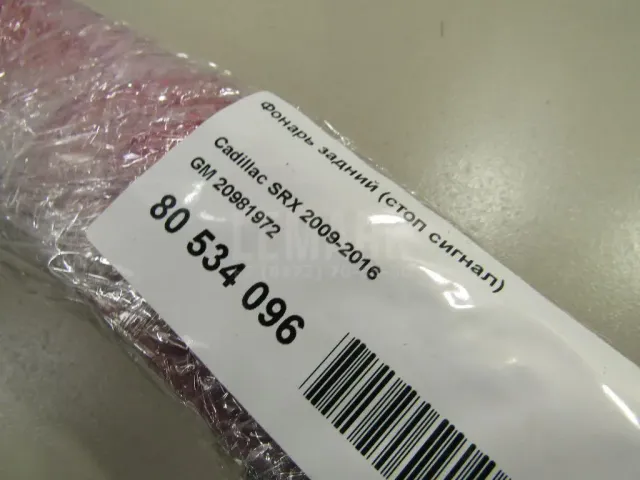 Фонарь задний (стоп сигнал)
Cadillac SRX 2009-2016
GM 20981972
80 534 096